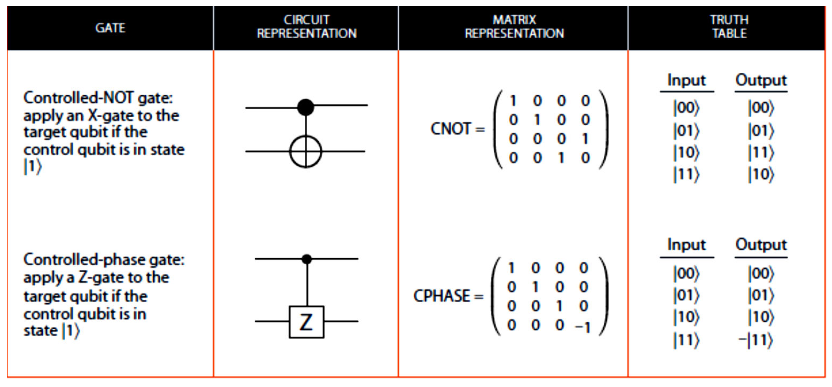 GATE
CIRCUIT
REPRESENTATION
MATRIX
REPRESENTATION
TRUTH
TABLE
Controlled-NOT gate:
apply an X-gate to the
target qubit if the
control qubit is in state
|1⟩
CNOT =
1 0 0 0
0 1 0 0
0 0 0 1
0 0 1 0
Input Output
|00⟩ |00⟩
|01⟩ |01⟩
|10⟩ |11⟩
|11⟩ |10⟩
Controlled-phase gate:
apply a Z-gate to the
target qubit if the
control qubit is in
state |1⟩
Z
CPHASE =
1 0 0 0
0 1 0 0
0 0 1 0
0 0 0 −1
Input Output
|00⟩ |00⟩
|01⟩ |01⟩
|10⟩ |10⟩
|11⟩ −|11⟩